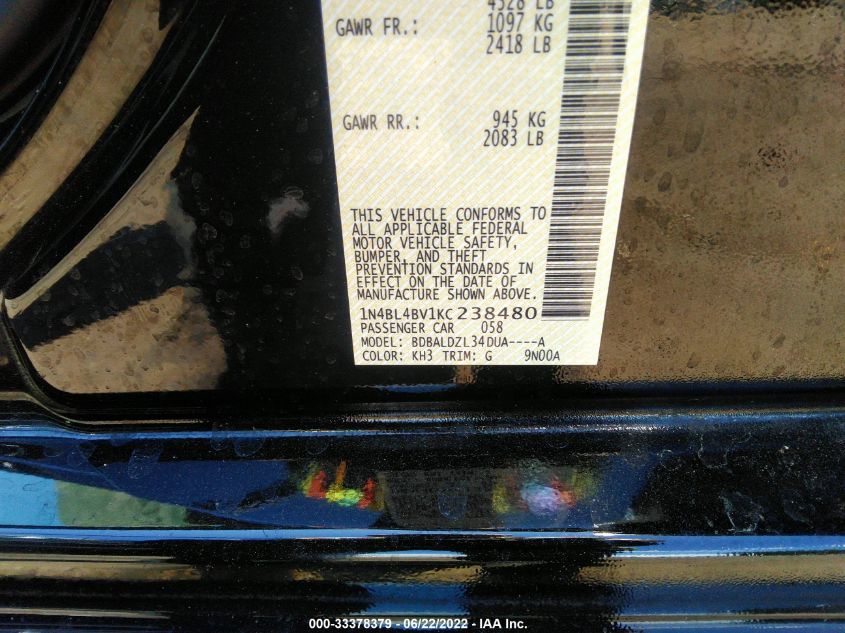 4328 LB
GAWR FR.: 1097 KG
2418 LB
GAWR RR.: 945 KG
2083 LB
THIS VEHICLE CONFORMS TO
ALL APPLICABLE FEDERAL
MOTOR VEHICLE SAFETY,
BUMPER, AND THEFT
PREVENTION STANDARDS IN
EFFECT ON THE DATE OF
MANUFACTURE SHOWN ABOVE.
1N4BL4BV1KC238480
PASSENGER CAR 058
MODEL: BDBALDZL34DUA----A
COLOR: KH3 TRIM: G 9N00A
000-33378379 - 06/22/2022 - IAA Inc.